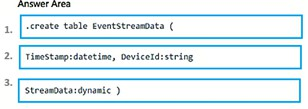 Answer Area
1. .create table EventStreamData (
2. TimeStamp:datetime, DeviceId:string
3. StreamData:dynamic )